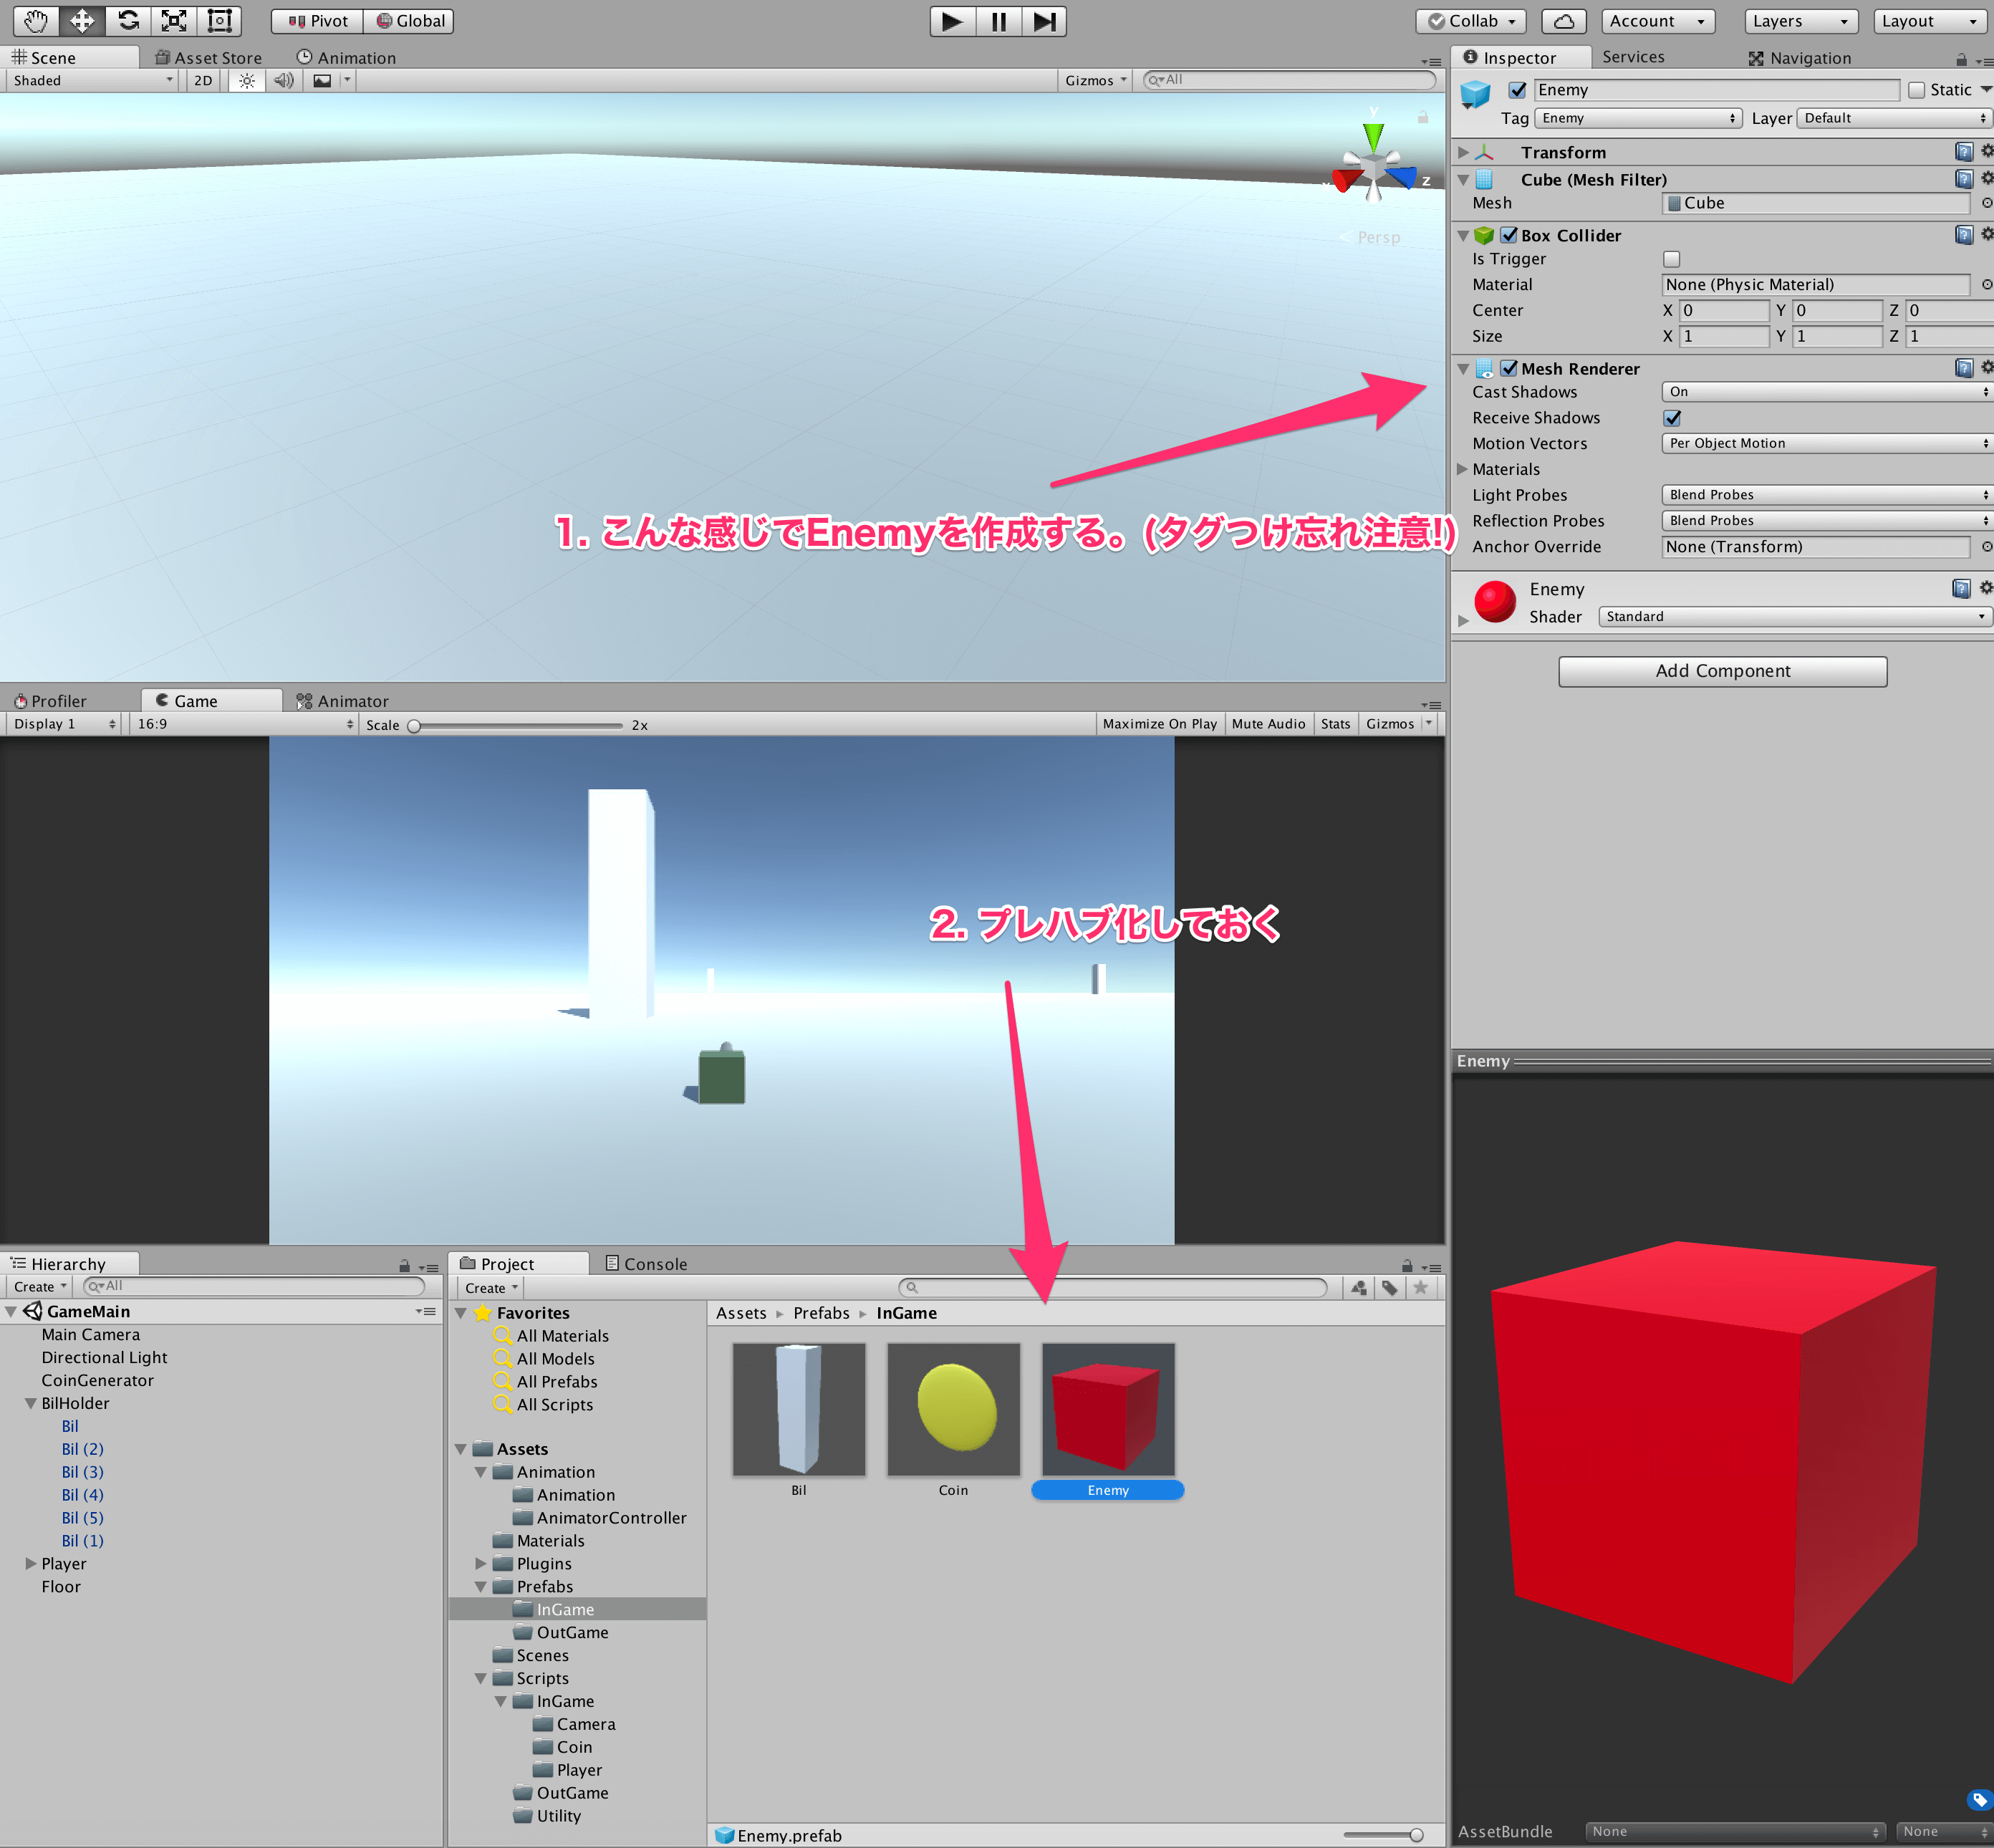 Pivot Global Collab Account Layers Layout
Scene Asset Store Animation
Shaded 2D Gizmos All
y
x z
Persp
1. こんな感じでEnemyを作成する。(タグつけ忘れ注意!)
Profiler Game Animator
Display 1 16:9 Scale 2x Maximize On Play Mute Audio Stats Gizmos
2. プレハブ化しておく
Inspector Services Navigation
Enemy Static
Tag Enemy Layer Default
Transform
Cube (Mesh Filter)
Mesh Cube
Box Collider
Is Trigger
Material None (Physic Material)
Center X 0 Y 0 Z 0
Size X 1 Y 1 Z 1
Mesh Renderer
Cast Shadows On
Receive Shadows
Motion Vectors Per Object Motion
Materials
Light Probes Blend Probes
Reflection Probes Blend Probes
Anchor Override None (Transform)
Enemy
Shader Standard
Add Component
Enemy
AssetBundle None None
Hierarchy
Create All
GameMain
Main Camera
Directional Light
CoinGenerator
BilHolder
Bil
Bil (2)
Bil (3)
Bil (4)
Bil (5)
Bil (1)
Player
Floor
Project Console
Create
Favorites
All Materials
All Models
All Prefabs
All Scripts
Assets
Animation
Animation
AnimatorController
Materials
Plugins
Prefabs
InGame
OutGame
Scenes
Scripts
InGame
Camera
Coin
Player
OutGame
Utility
Assets Prefabs InGame
Bil Coin Enemy
Enemy.prefab